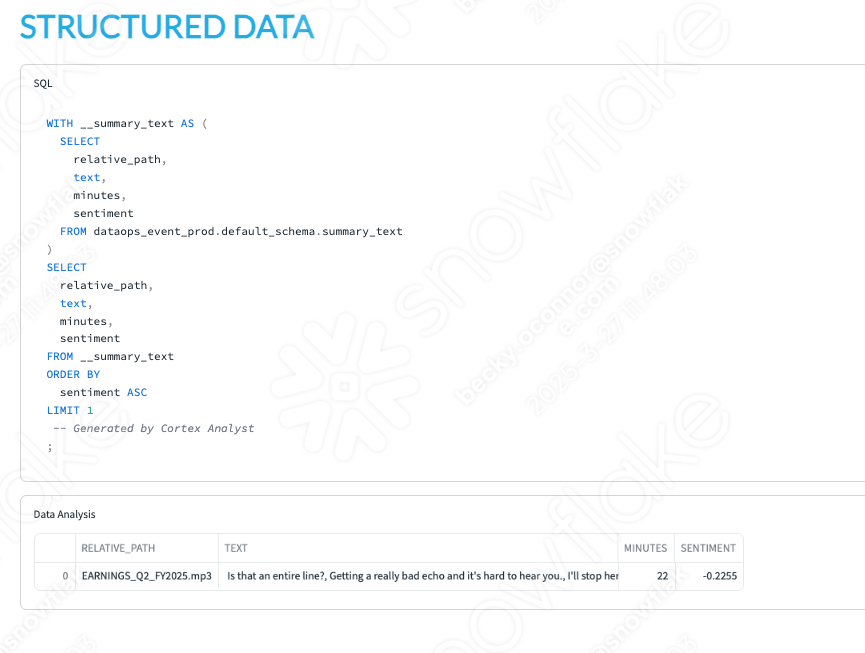 STRUCTURED DATA
SQL
WITH __summary_text AS (
SELECT
relative_path,
text,
minutes,
sentiment
FROM dataops_event_prod.default_schema.summary_text
)
SELECT
relative_path,
text,
minutes,
sentiment
FROM __summary_text
ORDER BY
sentiment ASC
LIMIT 1
-- Generated by Cortex Analyst
;
Data Analysis
RELATIVE_PATH TEXT MINUTES SENTIMENT
0 EARNINGS_Q2_FY2025.mp3 Is that an entire line?, Getting a really bad echo and it's hard to hear you., I'll stop her 22 -0.2255
snowflake
becky.oconnor@snowflak
e.com
2025-3-27 11:48:03